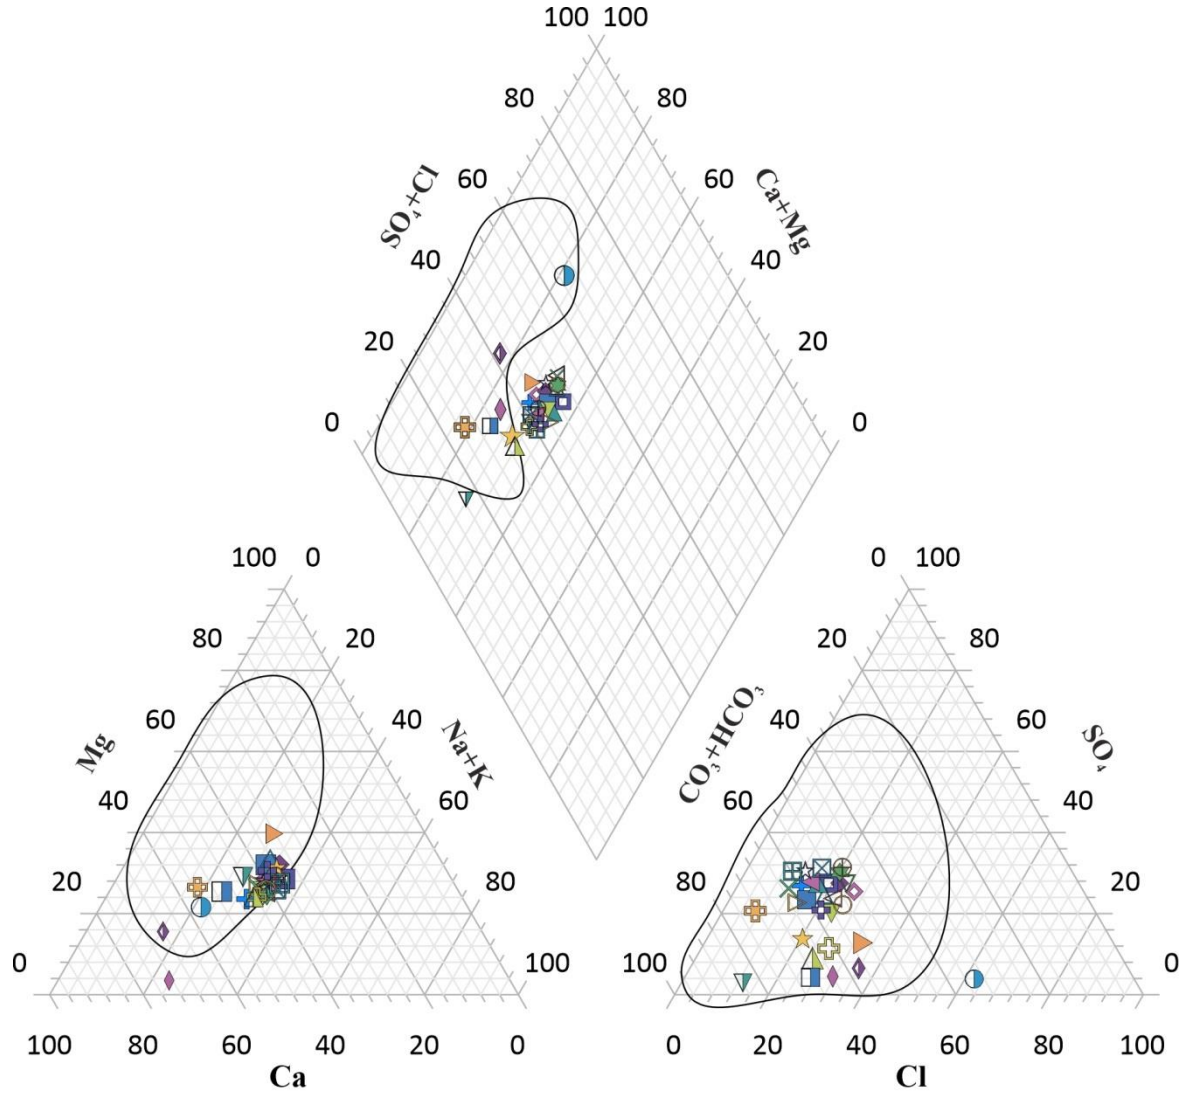 100 100
80 80
SO₄+Cl Ca+Mg
60 60
40 40
20 20
0 0
100 0 0 100
80 20 20 80
Mg 60 40 Na+K CO₃+HCO₃ 40 60 SO₄
40 60 60 40
20 80 80 20
0 100 100 0
100 80 60 40 20 0 0 20 40 60 80 100
Ca Cl